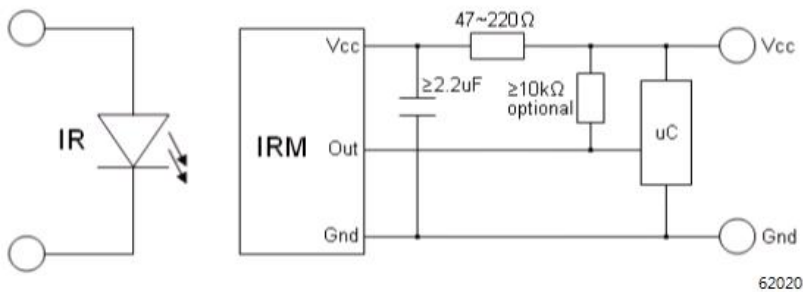 47~220Ω
Vcc
Vcc
≥2.2uF
≥10kΩ
optional
uC
IR
IRM
Out
Gnd
Gnd
62020